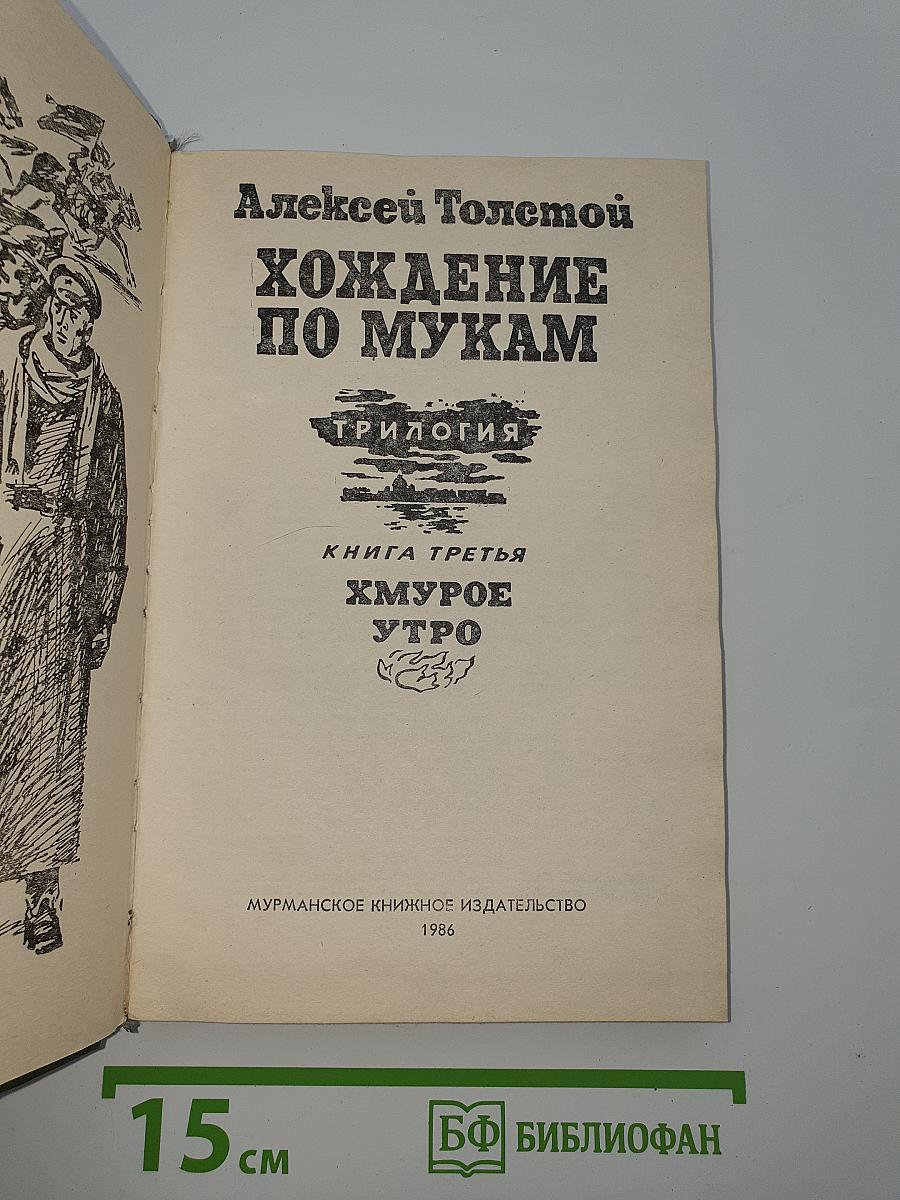 Алексей Толстой
ХОЖДЕНИЕ
ПО МУКАМ
ТРИЛОГИЯ
КНИГА ТРЕТЬЯ
ХМУРОЕ
УТРО
МУРМАНСКОЕ КНИЖНОЕ ИЗДАТЕЛЬСТВО
1986
15 см
БФ БИБЛИОФАН